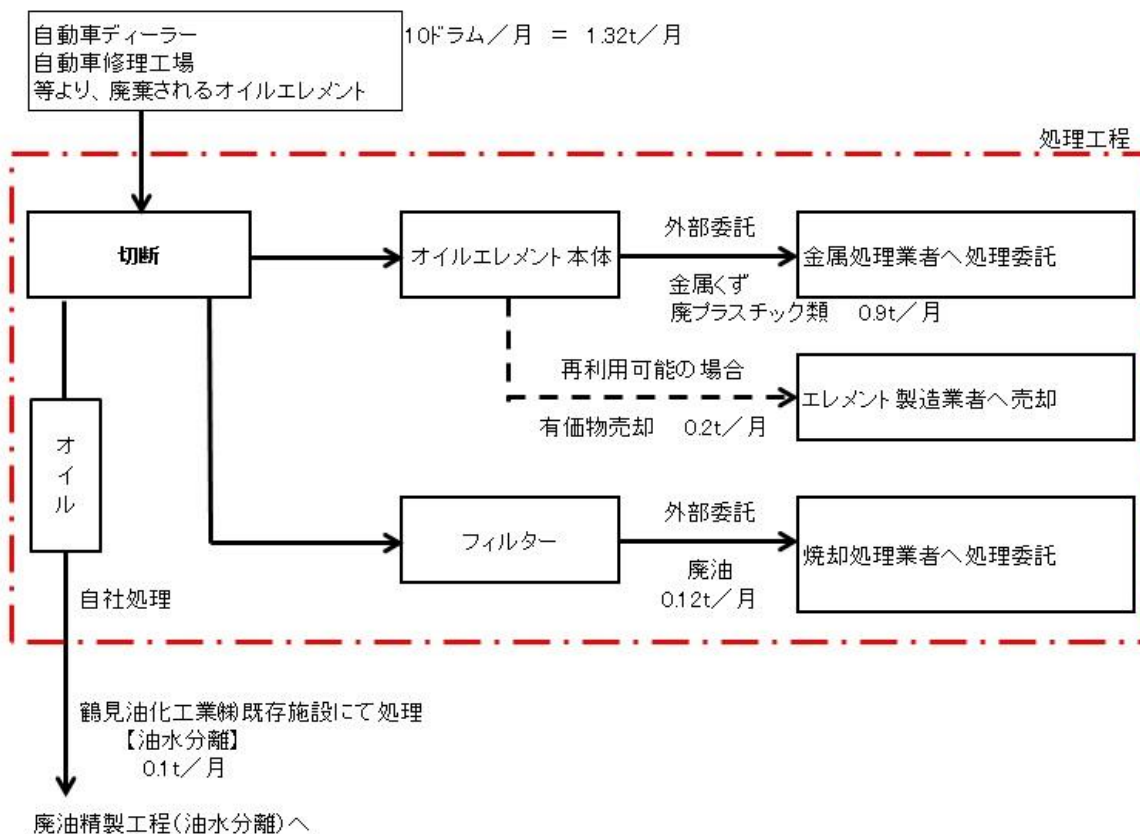 自動車ディーラー
自動車修理工場
等より、廃棄されるオイルエレメント
10ドラム／月 ＝ 1.32t／月
処理工程
切断
オイルエレメント本体
外部委託
金属くず
廃プラスチック類 0.9t／月
金属処理業者へ処理委託
再利用可能の場合
有価物売却 0.2t／月
エレメント製造業者へ売却
オイル
フィルター
外部委託
廃油
0.12t／月
焼却処理業者へ処理委託
自社処理
鶴見油化工業㈱既存施設にて処理
【油水分離】
0.1t／月
廃油精製工程(油水分離)へ